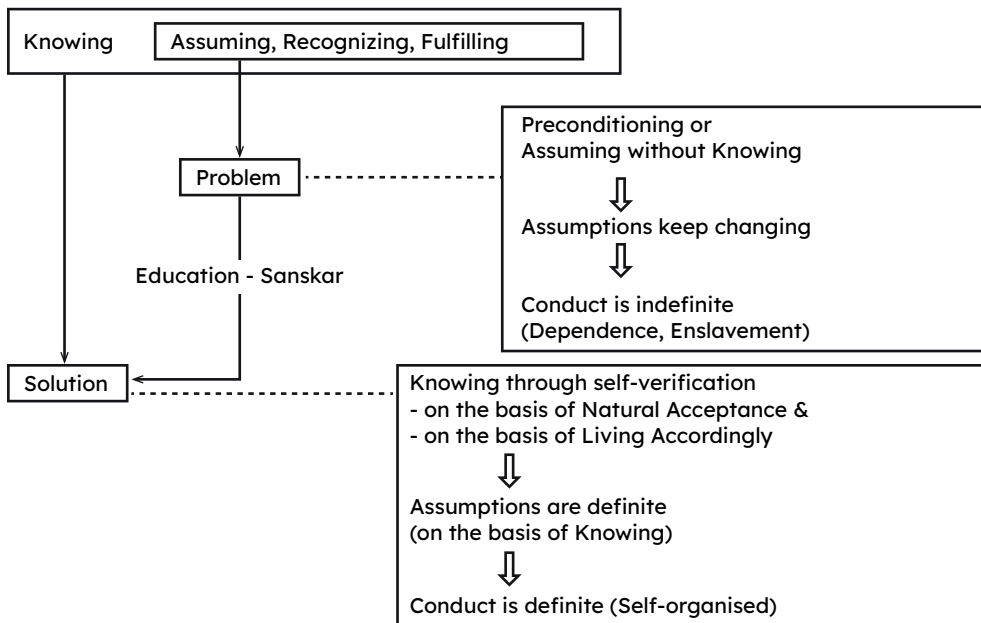 Knowing
Assuming, Recognizing, Fulfilling
Preconditioning or
Assuming without Knowing
Problem
Assumptions keep changing
Education - Sanskar
Conduct is indefinite
(Dependence, Enslavement)
Solution
Knowing through self-verification
- on the basis of Natural Acceptance &
- on the basis of Living Accordingly
Assumptions are definite
(on the basis of Knowing)
Conduct is definite (Self-organised)